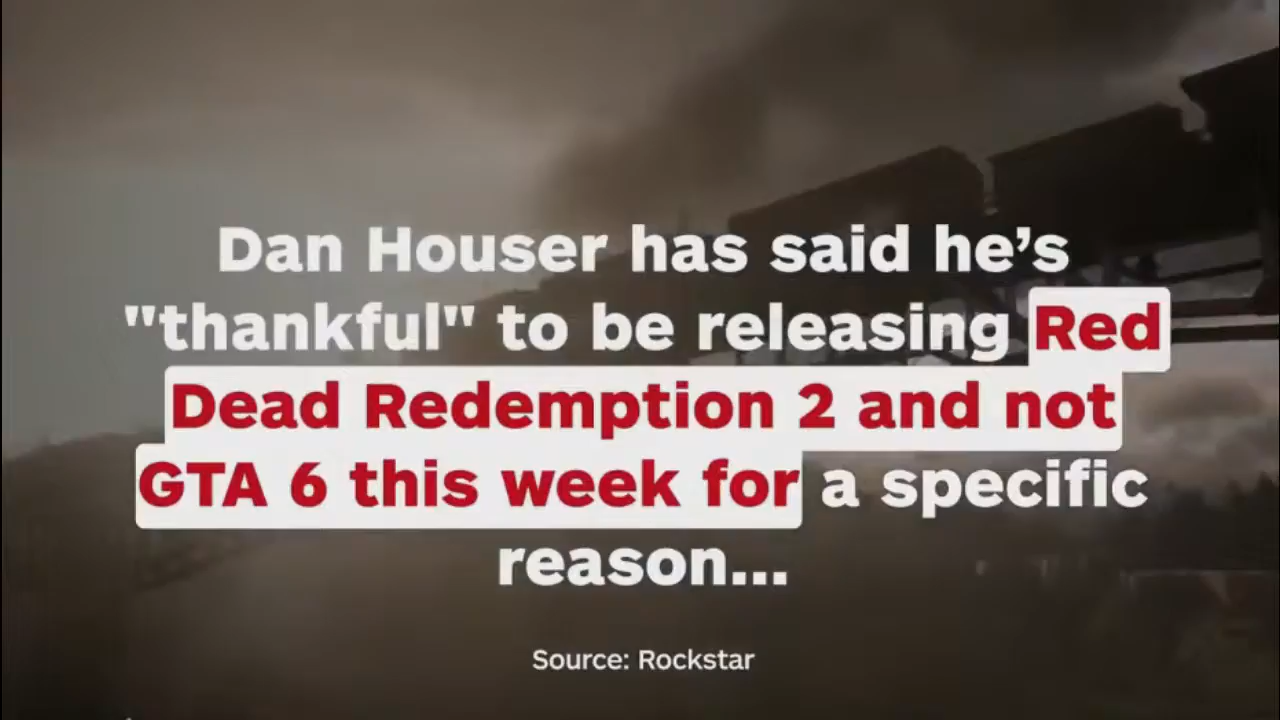 Dan Houser has said he’s
"thankful" to be releasing Red
Dead Redemption 2 and not
GTA 6 this week for a specific
reason...
Source: Rockstar